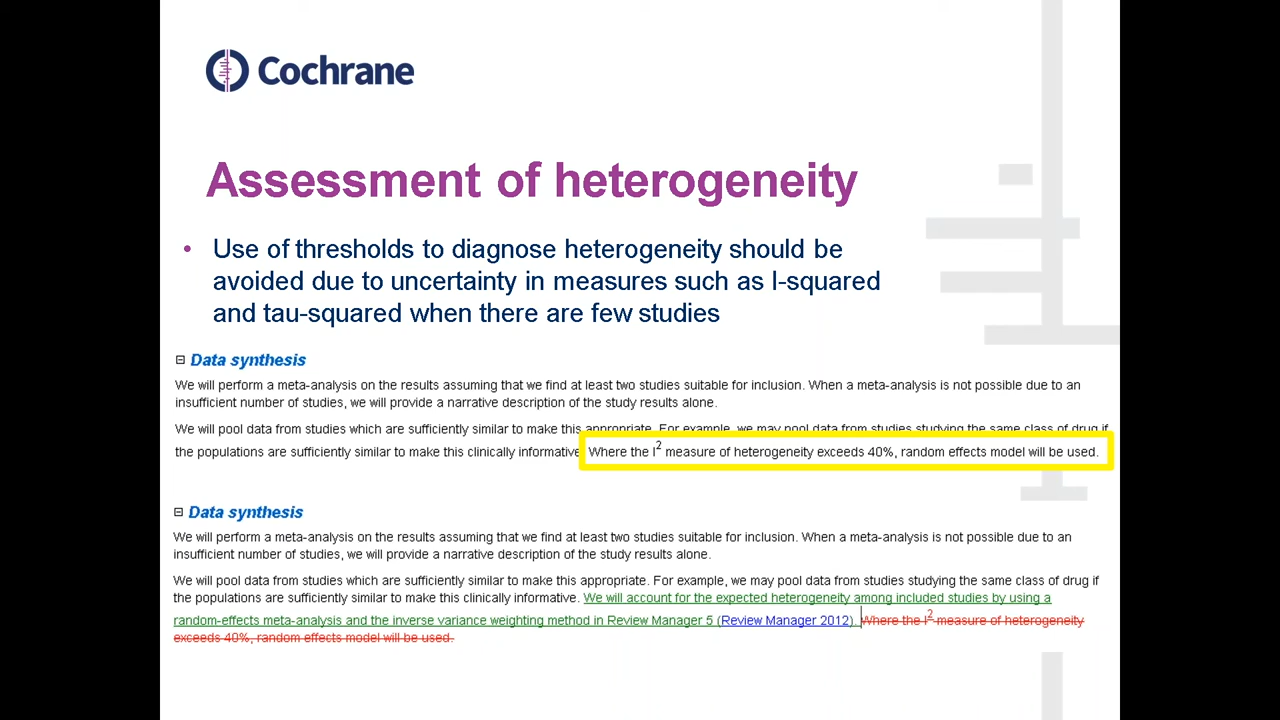 Cochrane
Assessment of heterogeneity
• Use of thresholds to diagnose heterogeneity should be
avoided due to uncertainty in measures such as I-squared
and tau-squared when there are few studies
Data synthesis
We will perform a meta-analysis on the results assuming that we find at least two studies suitable for inclusion. When a meta-analysis is not possible due to an
insufficient number of studies, we will provide a narrative description of the study results alone.
We will pool data from studies which are sufficiently similar to make this appropriate. For example, we may pool data from studies studying the same class of drug if
the populations are sufficiently similar to make this clinically informative Where the I² measure of heterogeneity exceeds 40%, random effects model will be used.
Data synthesis
We will perform a meta-analysis on the results assuming that we find at least two studies suitable for inclusion. When a meta-analysis is not possible due to an
insufficient number of studies, we will provide a narrative description of the study results alone.
We will pool data from studies which are sufficiently similar to make this appropriate. For example, we may pool data from studies studying the same class of drug if
the populations are sufficiently similar to make this clinically informative. We will account for the expected heterogeneity among included studies by using a
random-effects meta-analysis and the inverse variance weighting method in Review Manager 5 (Review Manager 2012). Where the I² measure of heterogeneity
exceeds 40%, random effects model will be used.